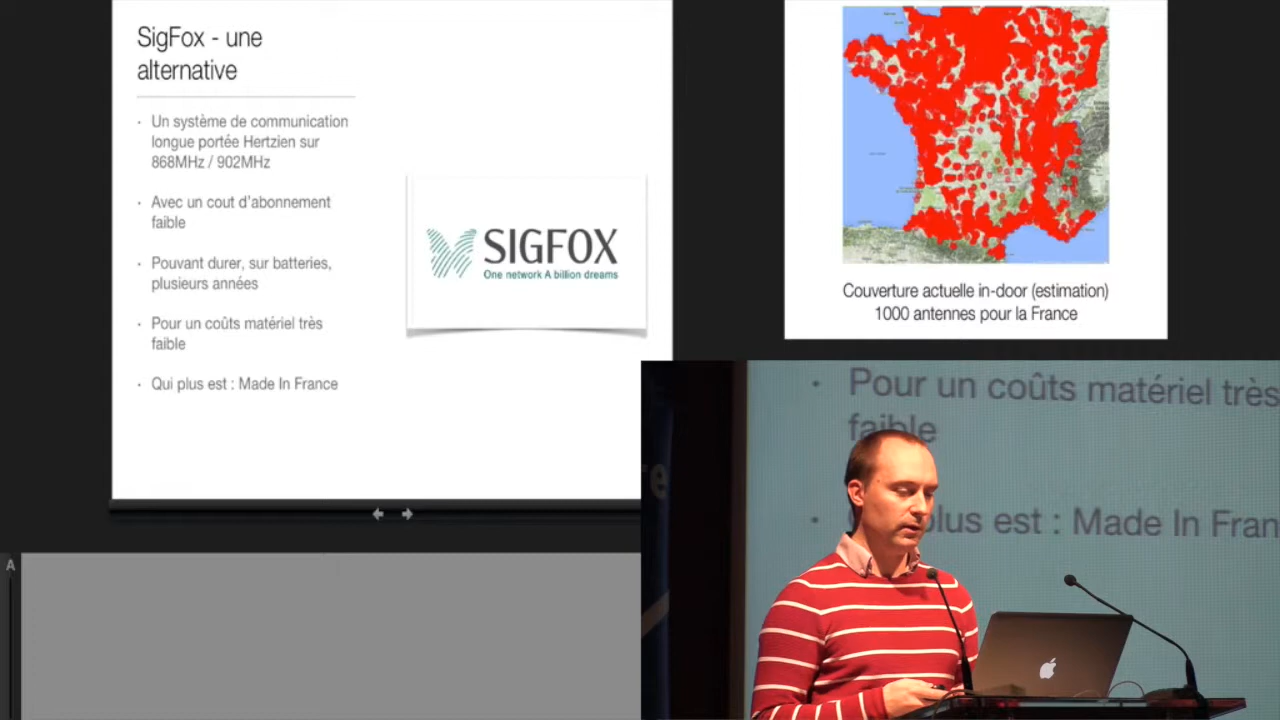 SigFox - une
alternative
· Un système de communication
longue portée Hertzien sur
868MHz / 902MHz
· Avec un cout d'abonnement
faible
· Pouvant durer, sur batteries,
plusieurs années
· Pour un coûts matériel très
faible
· Qui plus est : Made In France
SIGFOX
One network A billion dreams
Couverture actuelle in-door (estimation)
1000 antennes pour la France
A
· Pour un coûts matériel très
faible
· plus est : Made In Fran
re